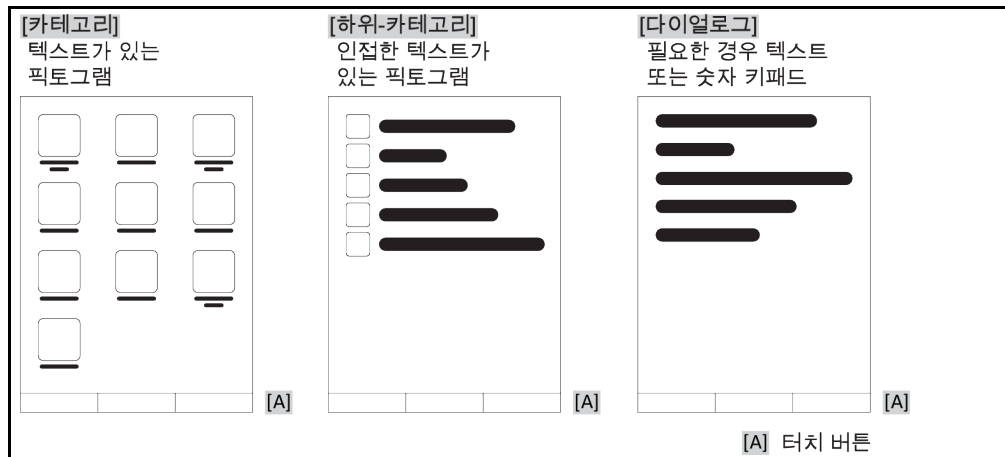 [카테고리]
텍스트가 있는
픽토그램
[하위-카테고리]
인접한 텍스트가
있는 픽토그램
[다이얼로그]
필요한 경우 텍스트
또는 숫자 키패드
[A]
[A]
[A]
[A] 터치 버튼